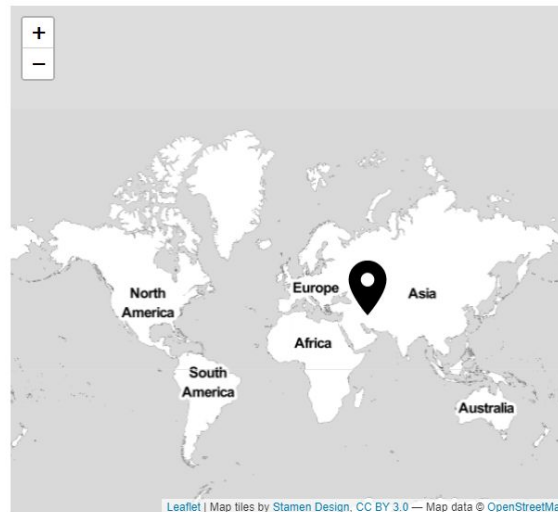 +
−
North
America
Europe
Asia
Africa
South
America
Australia
Leaflet | Map tiles by Stamen Design, CC BY 3.0 — Map data © OpenStreetMa